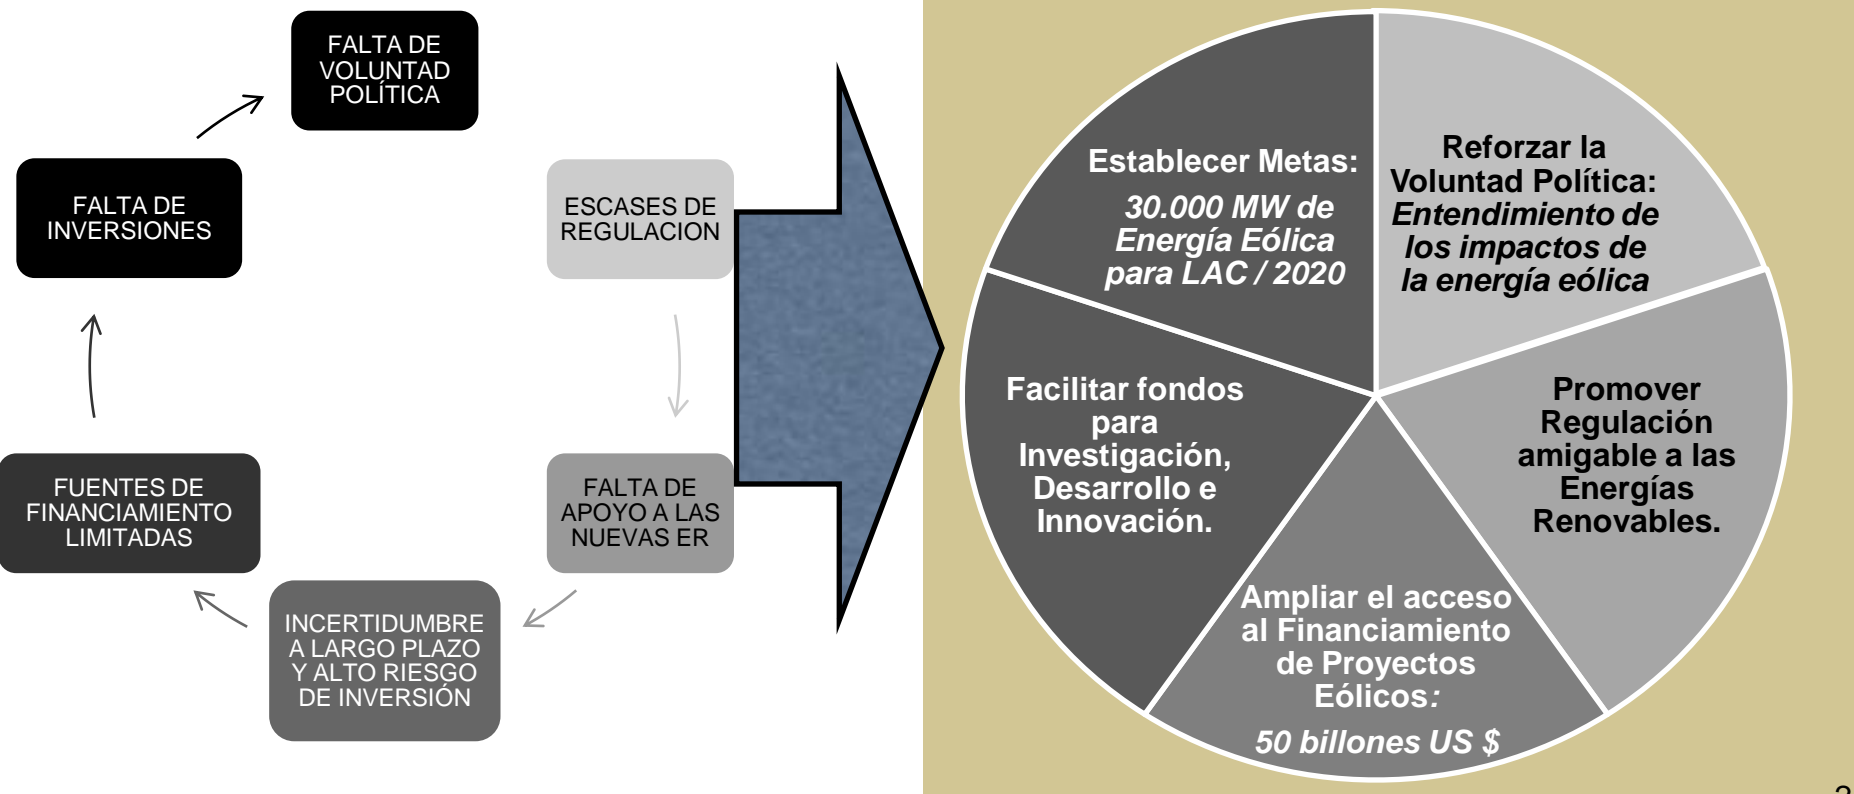 FALTA DE
VOLUNTAD
POLÍTICA
ESCASES DE
REGULACION
FALTA DE
APOYO A LAS
NUEVAS ER
INCERTIDUMBRE
A LARGO PLAZO
Y ALTO RIESGO
DE INVERSIÓN
FUENTES DE
FINANCIAMIENTO
LIMITADAS
FALTA DE
INVERSIONES
Reforzar la
Voluntad Política:
Entendimiento de
los impactos de
la energía eólica
Promover
Regulación
amigable a las
Energías
Renovables.
Ampliar el acceso
al Financiamiento
de Proyectos
Eólicos:
50 billones US $
Facilitar fondos
para
Investigación,
Desarrollo e
Innovación.
Establecer Metas:
30.000 MW de
Energía Eólica
para LAC / 2020